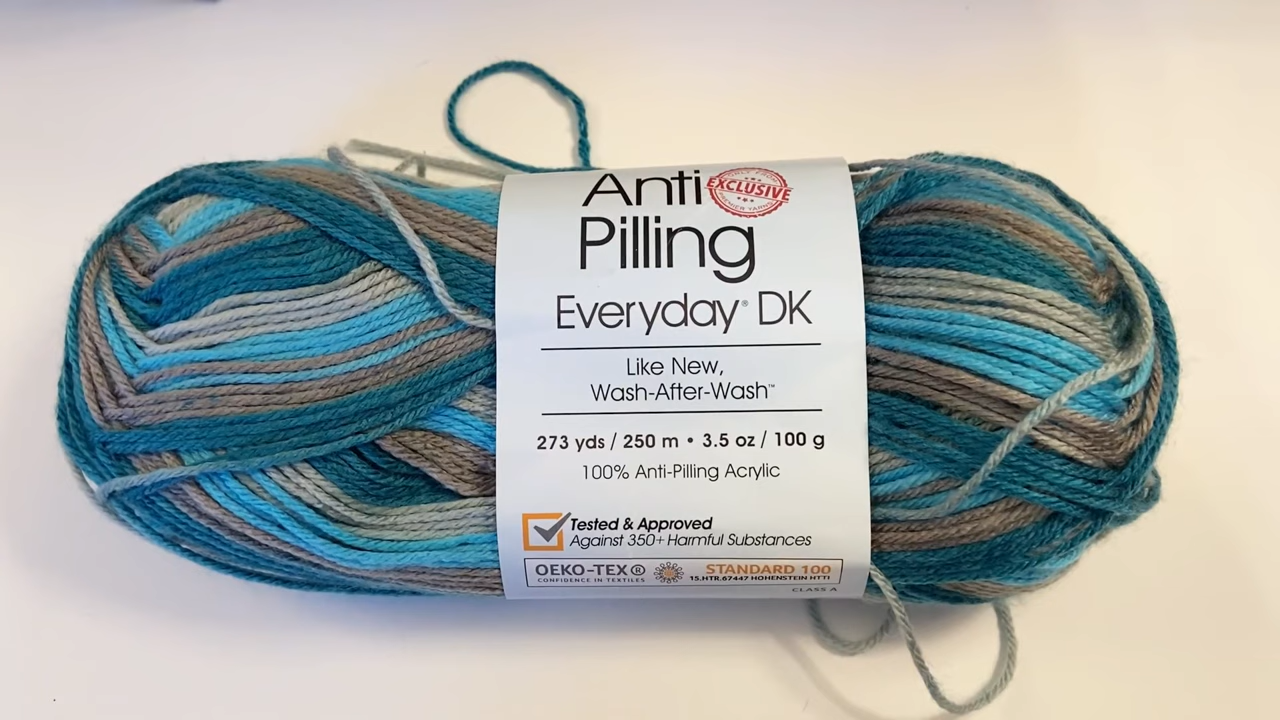 Anti
EXCLUSIVE
PREMIER YARNS
Pilling
Everyday® DK
Like New,
Wash-After-Wash™
273 yds / 250 m • 3.5 oz / 100 g
100% Anti-Pilling Acrylic
Tested & Approved
Against 350+ Harmful Substances
OEKO-TEX®
CONFIDENCE IN TEXTILES
STANDARD 100
15.HTR.67447 HOHENSTEIN HTTI
CLASS A